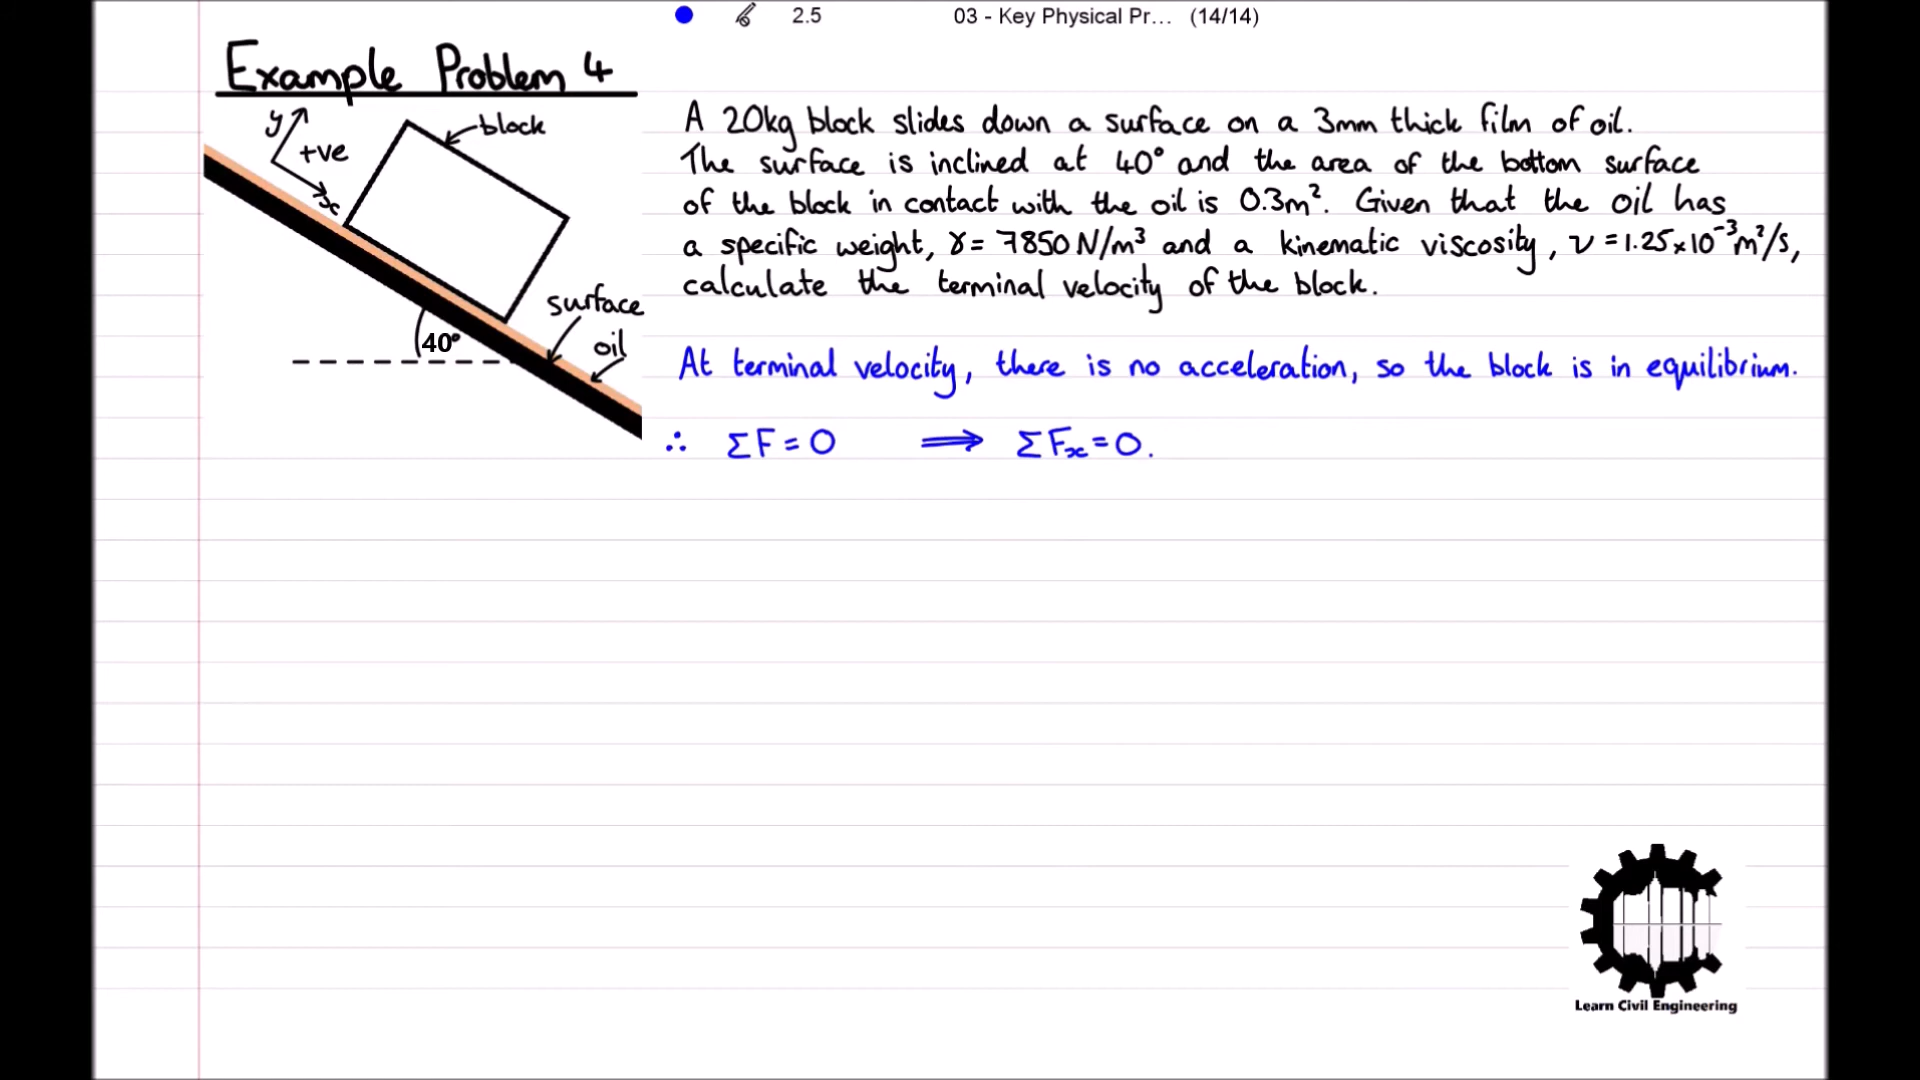 2.5 03 - Key Physical Pr… (14/14)
Example Problem 4
y
+ve
x
block
surface
oil
40°
A 20kg block slides down a surface on a 3mm thick film of oil.
The surface is inclined at 40° and the area of the bottom surface
of the block in contact with the oil is 0.3m². Given that the oil has
a specific weight, γ = 7850 N/m³ and a kinematic viscosity, ν = 1.25×10⁻³m²/s,
calculate the terminal velocity of the block.
At terminal velocity, there is no acceleration, so the block is in equilibrium.
∴ ΣF = 0 ⟹ ΣFₓ = 0.
Learn Civil Engineering